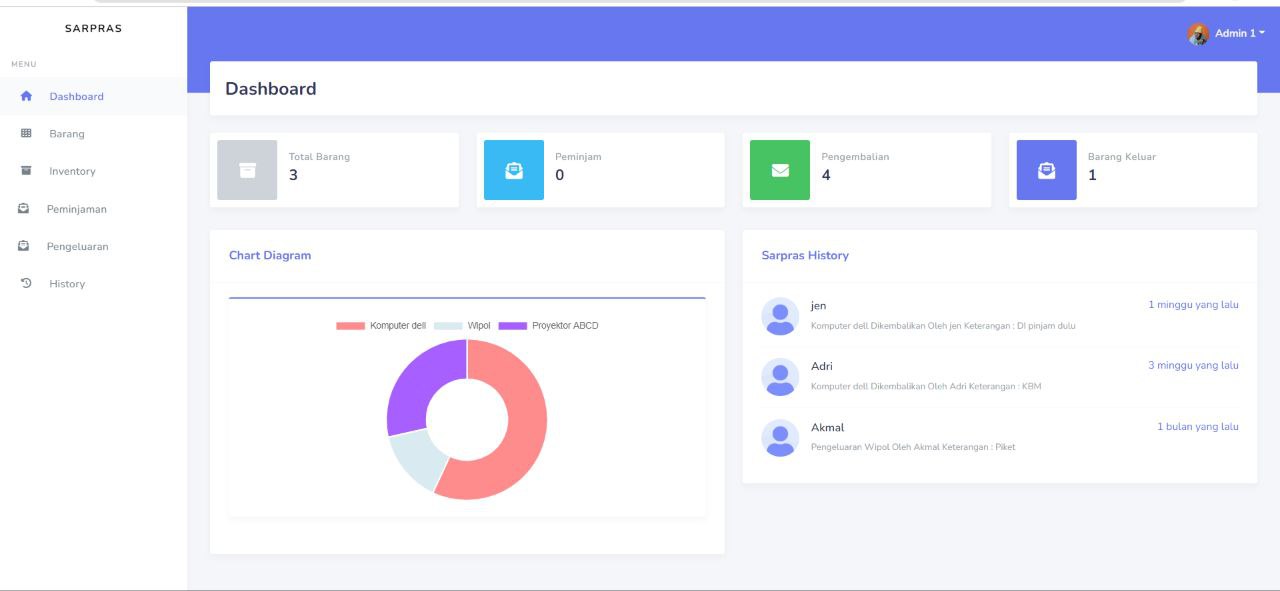 SARPRAS
MENU
Dashboard
Barang
Inventory
Peminjaman
Pengeluaran
History
Admin 1
Dashboard
Total Barang
3
Peminjam
0
Pengembalian
4
Barang Keluar
1
Chart Diagram
Komputer dell Wipol Proyektor ABCD
Sarpras History
jen 1 minggu yang lalu
Komputer dell Dikembalikan Oleh jen Keterangan : DI pinjam dulu
Adri 3 minggu yang lalu
Komputer dell Dikembalikan Oleh Adri Keterangan : KBM
Akmal 1 bulan yang lalu
Pengeluaran Wipol Oleh Akmal Keterangan : Piket